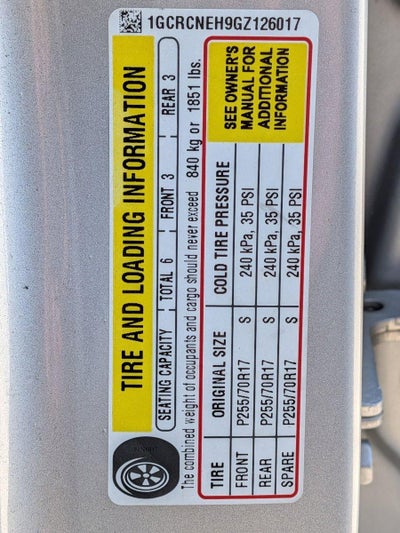 1GCRCNEH9GZ126017
TIRE AND LOADING INFORMATION
SEATING CAPACITY TOTAL 6 FRONT 3 REAR 3
The combined weight of occupants and cargo should never exceed 840 kg or 1851 lbs.
TIRE ORIGINAL SIZE COLD TIRE PRESSURE
FRONT P255/70R17 S 240 kPa, 35 PSI
REAR P255/70R17 S 240 kPa, 35 PSI
SPARE P255/70R17 S 240 kPa, 35 PSI
SEE OWNER'S
MANUAL FOR
ADDITIONAL
INFORMATION